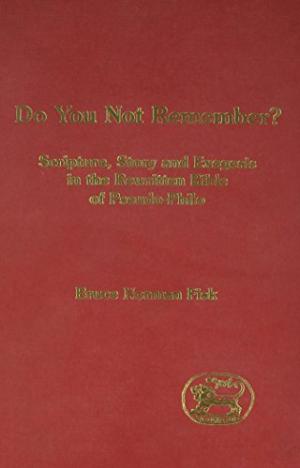 Do You Not Remember?
Scripture, Story and Exegesis
in the Rewritten Bible
of Pseudo-Philo
Bruce Norman Fisk